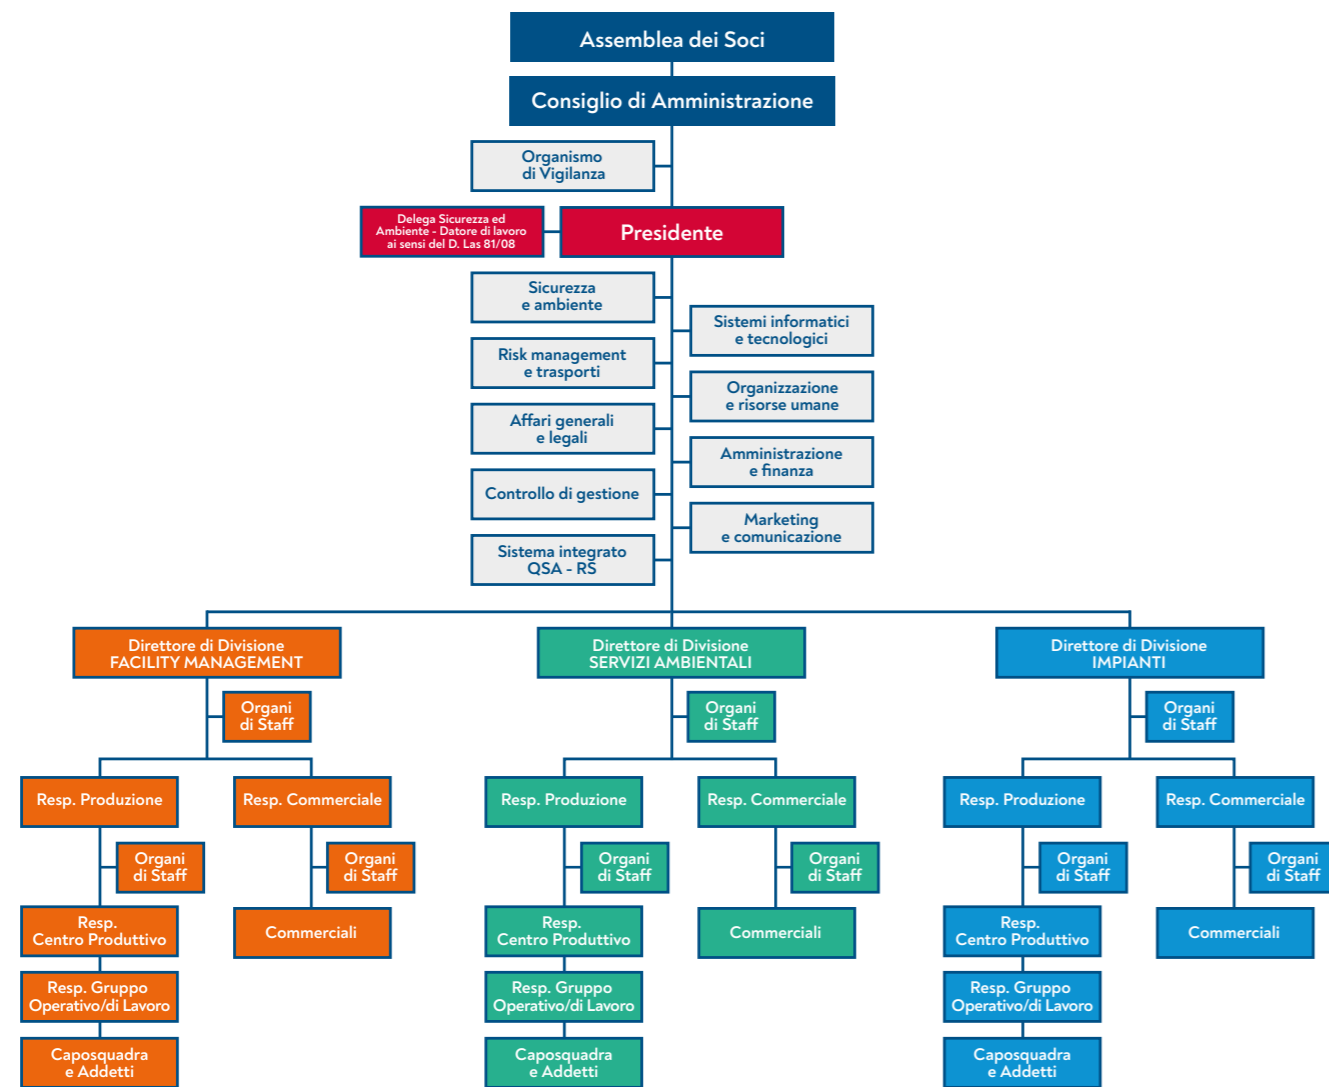 Assemblea dei Soci
Consiglio di Amministrazione
Organismo
di Vigilanza
Delega Sicurezza ed
Ambiente - Datore di lavoro
ai sensi del D. Las 81/08
Presidente
Sicurezza
e ambiente
Sistemi informatici
e tecnologici
Risk management
e trasporti
Organizzazione
e risorse umane
Affari generali
e legali
Amministrazione
e finanza
Controllo di gestione
Marketing
e comunicazione
Sistema integrato
QSA - RS
Direttore di Divisione
FACILITY MANAGEMENT
Organi
di Staff
Resp. Produzione
Resp. Commerciale
Organi
di Staff
Organi
di Staff
Resp.
Centro Produttivo
Commerciali
Resp. Gruppo
Operativo/di Lavoro
Caposquadra
e Addetti
Direttore di Divisione
SERVIZI AMBIENTALI
Organi
di Staff
Resp. Produzione
Resp. Commerciale
Organi
di Staff
Organi
di Staff
Resp.
Centro Produttivo
Commerciali
Resp. Gruppo
Operativo/di Lavoro
Caposquadra
e Addetti
Direttore di Divisione
IMPIANTI
Organi
di Staff
Resp. Produzione
Resp. Commerciale
Organi
di Staff
Organi
di Staff
Resp.
Centro Produttivo
Commerciali
Resp. Gruppo
Operativo/di Lavoro
Caposquadra
e Addetti